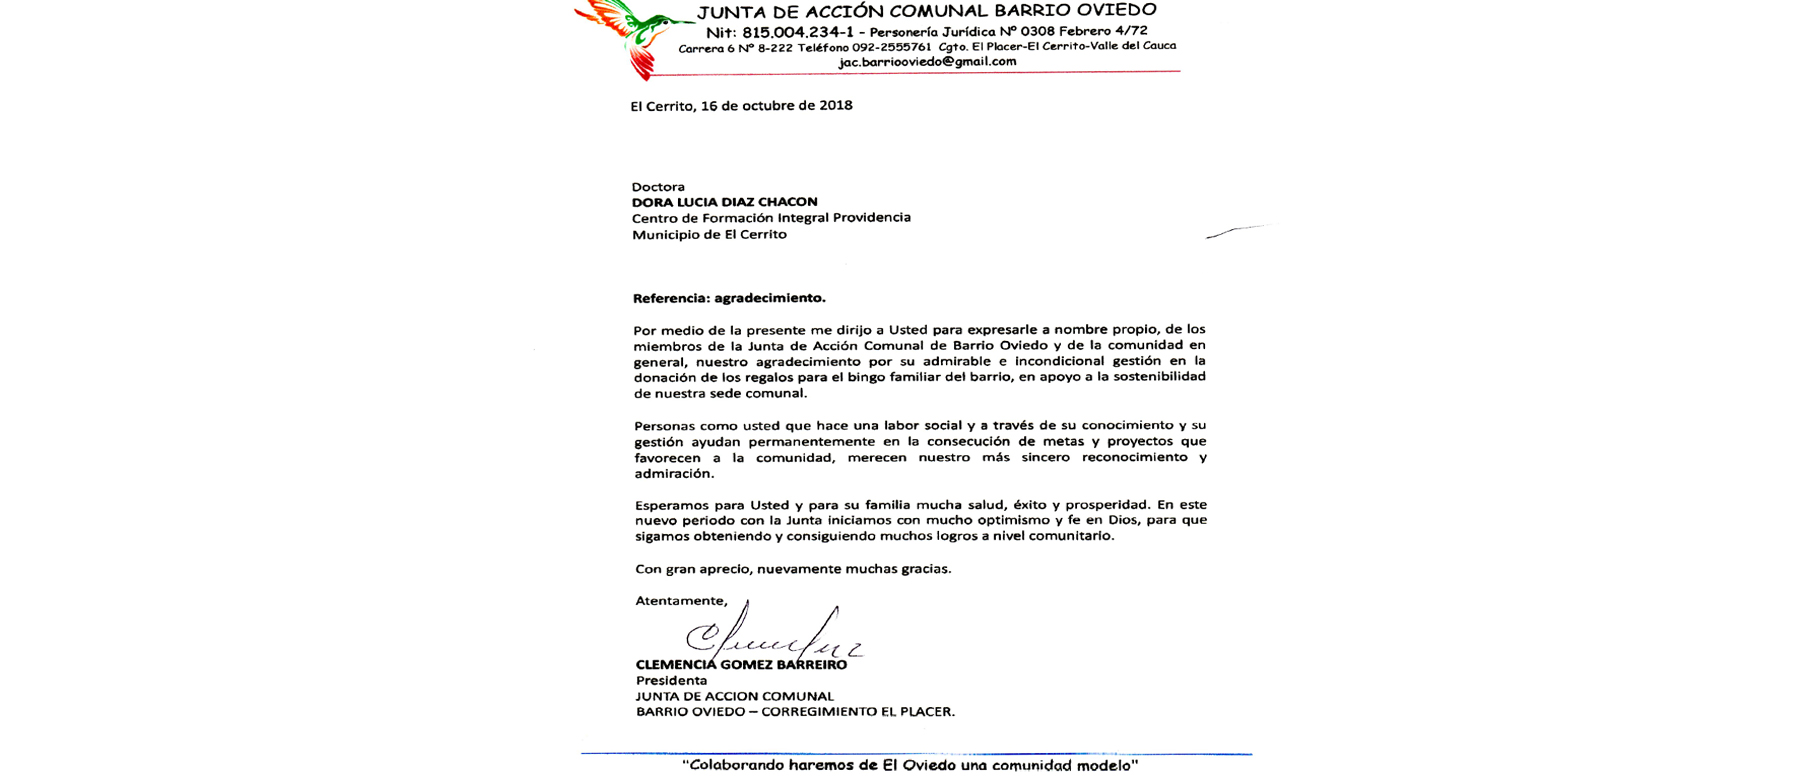 JUNTA DE ACCIÓN COMUNAL BARRIO OVIEDO
Nit: 815.004.234-1 - Personería Jurídica Nº 0308 Febrero 4/72
Carrera 6 Nº 8-222 Teléfono 092-2555761 Cgto. El Placer-El Cerrito-Valle del Cauca
jac.barriooviedo@gmail.com
El Cerrito, 16 de octubre de 2018
Doctora
DORA LUCIA DIAZ CHACON
Centro de Formación Integral Providencia
Municipio de El Cerrito
Referencia: agradecimiento.
Por medio de la presente me dirijo a Usted para expresarle a nombre propio, de los
miembros de la Junta de Acción Comunal de Barrio Oviedo y de la comunidad en
general, nuestro agradecimiento por su admirable e incondicional gestión en la
donación de los regalos para el bingo familiar del barrio, en apoyo a la sostenibilidad
de nuestra sede comunal.
Personas como usted que hace una labor social y a través de su conocimiento y su
gestión ayudan permanentemente en la consecución de metas y proyectos que
favorecen a la comunidad, merecen nuestro más sincero reconocimiento y
admiración.
Esperamos para Usted y para su familia mucha salud, éxito y prosperidad. En este
nuevo periodo con la Junta iniciamos con mucho optimismo y fe en Dios, para que
sigamos obteniendo y consiguiendo muchos logros a nivel comunitario.
Con gran aprecio, nuevamente muchas gracias.
Atentamente,
CLEMENCIA GOMEZ BARREIRO
Presidenta
JUNTA DE ACCION COMUNAL
BARRIO OVIEDO – CORREGIMIENTO EL PLACER.
"Colaborando haremos de El Oviedo una comunidad modelo"